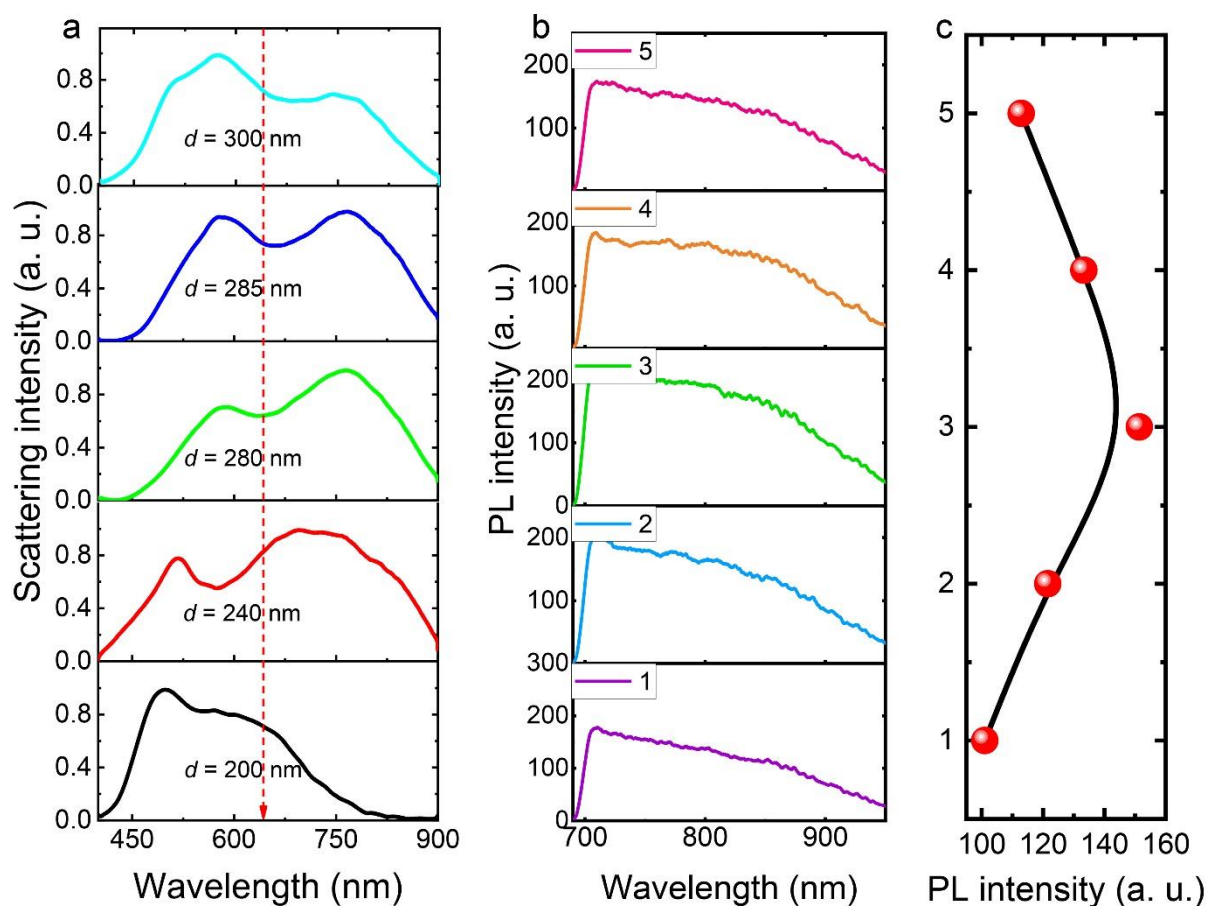 a
Scattering intensity (a. u.)
0.8
0.4
0.0
d = 300 nm
0.8
0.4
0.0
d = 285 nm
0.8
0.4
0.0
d = 280 nm
0.8
0.4
0.0
d = 240 nm
0.8
0.4
0.0
d = 200 nm
450 600 750 900
Wavelength (nm)
b
PL intensity (a. u.)
200
100
5
200
100
4
200
100
0
3
200
100
2
300
200
100
0
1
700 800 900
Wavelength (nm)
c
5
4
3
2
1
100 120 140 160
PL intensity (a. u.)